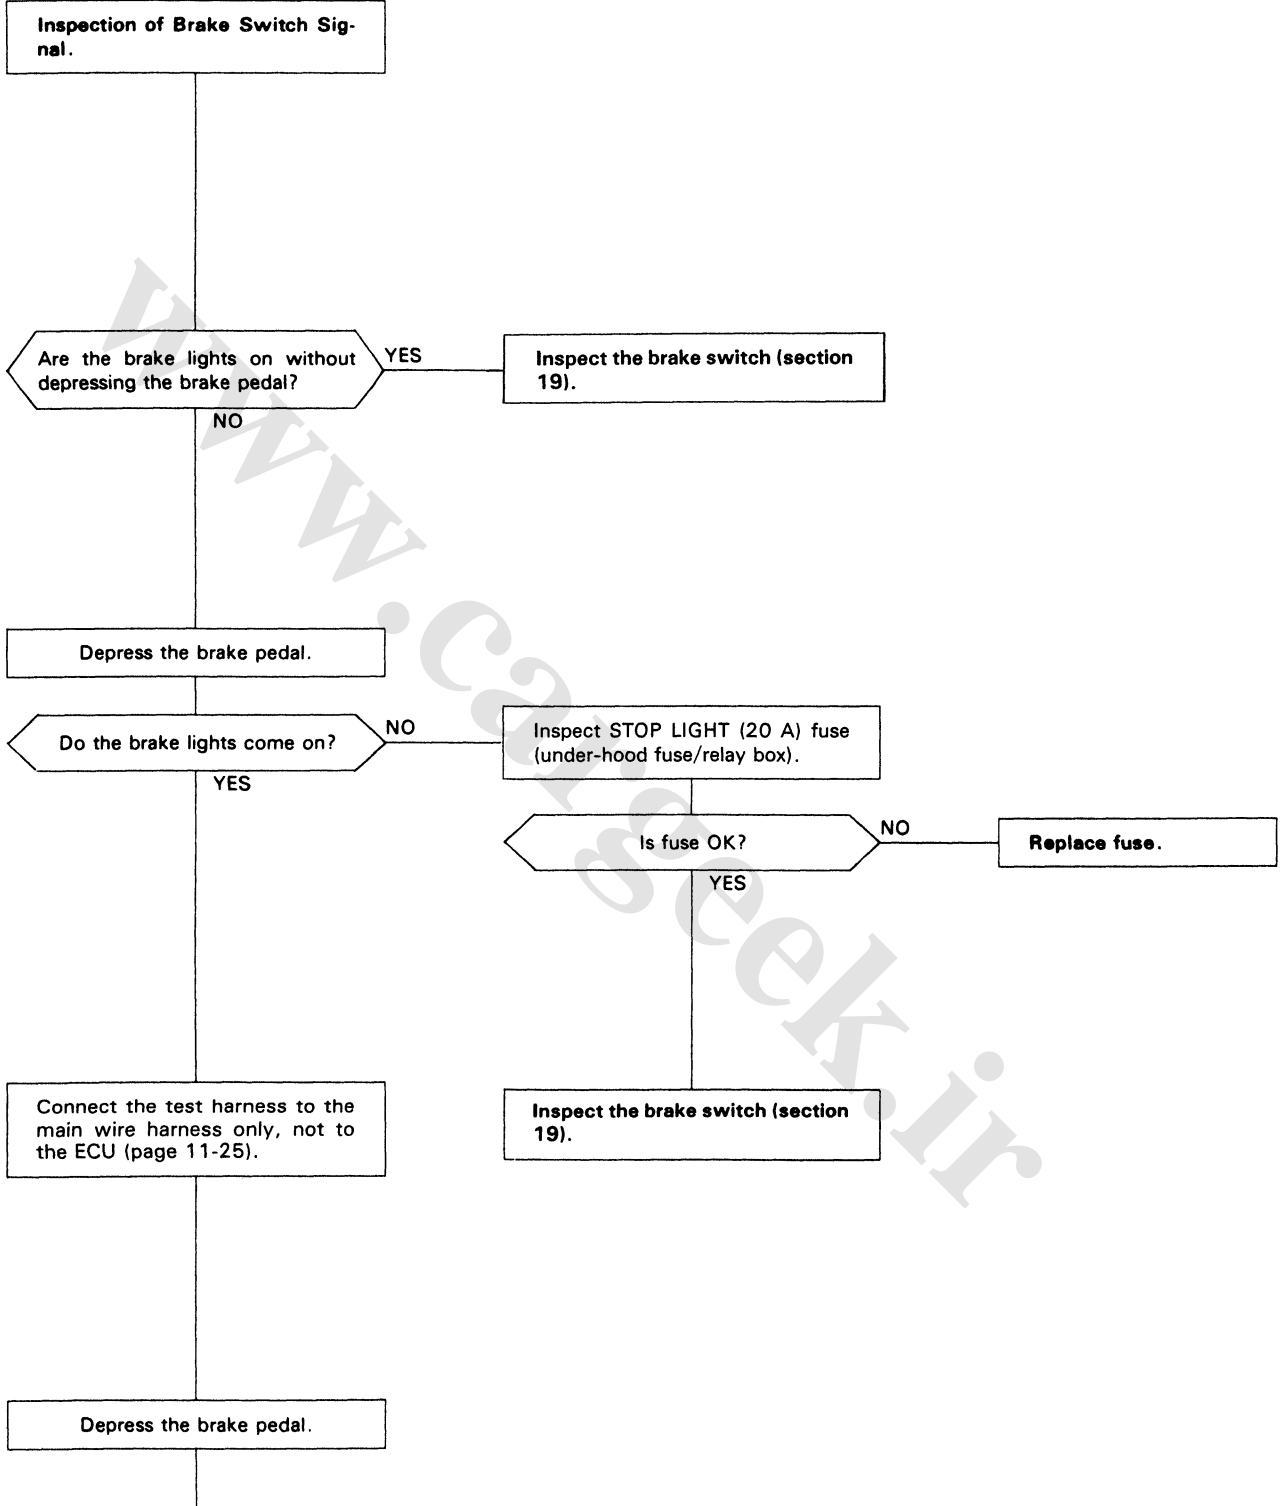 Inspection of Brake Switch Sig-
nal.
Are the brake lights on without
depressing the brake pedal?
YES
Inspect the brake switch (section
19).
NO
Depress the brake pedal.
Do the brake lights come on?
NO
Inspect STOP LIGHT (20 A) fuse
(under-hood fuse/relay box).
YES
Is fuse OK?
NO
Replace fuse.
YES
Connect the test harness to the
main wire harness only, not to
the ECU (page 11-25).
Inspect the brake switch (section
19).
Depress the brake pedal.
www.cargeek.ir